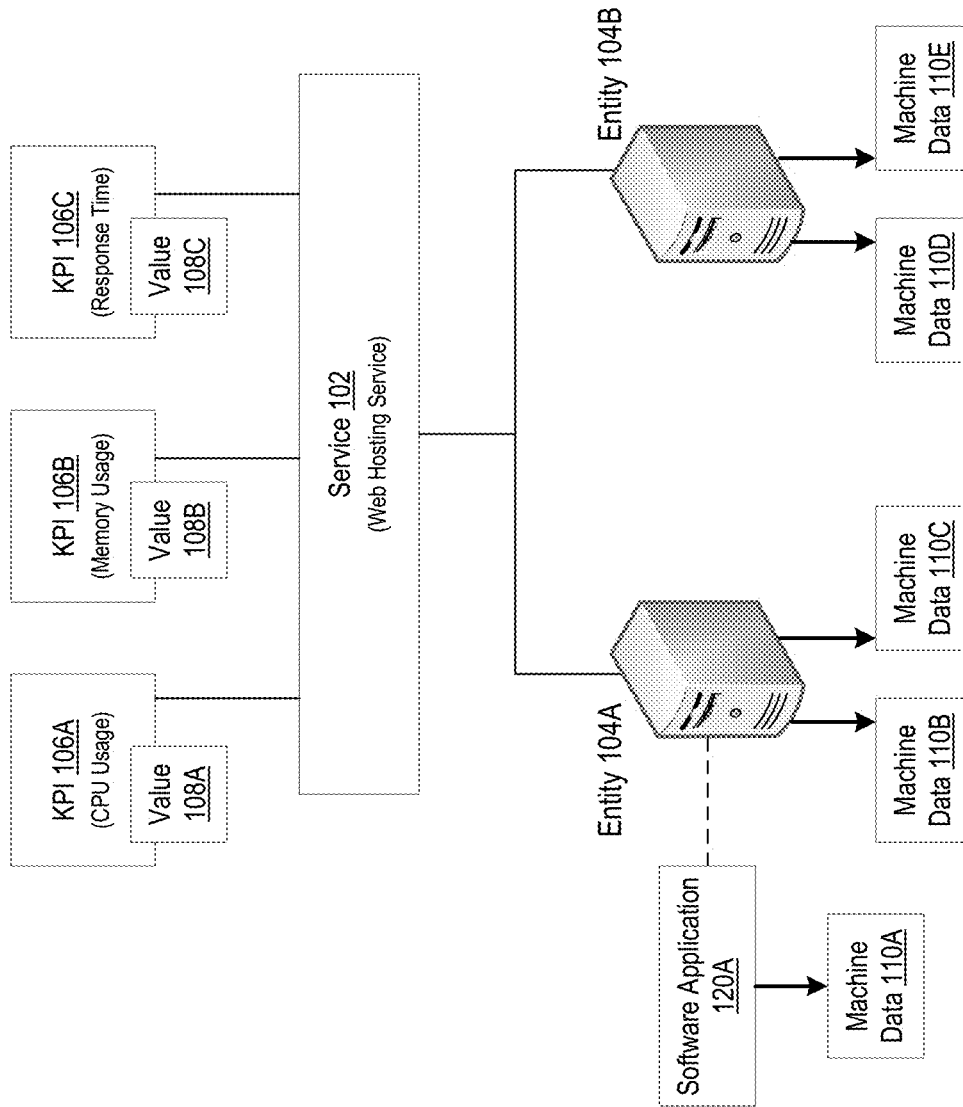 KPI 106A
(CPU Usage)
Value
108A
KPI 106B
(Memory Usage)
Value
108B
KPI 106C
(Response Time)
Value
108C
Service 102
(Web Hosting Service)
Entity 104A
Entity 104B
Software Application
120A
Machine
Data 110A
Machine
Data 110B
Machine
Data 110C
Machine
Data 110D
Machine
Data 110E